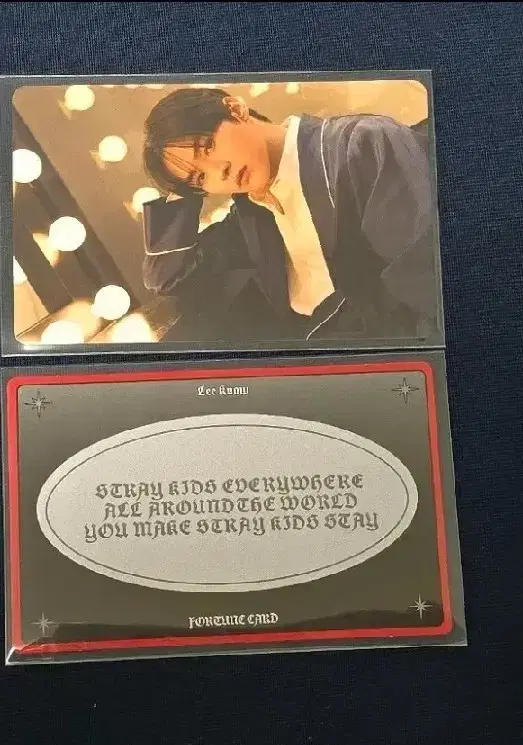 Lee Know
STRAY KIDS EVERYWHERE
ALL AROUND THE WORLD
YOU MAKE STRAY KIDS STAY
FORTUNE CARD